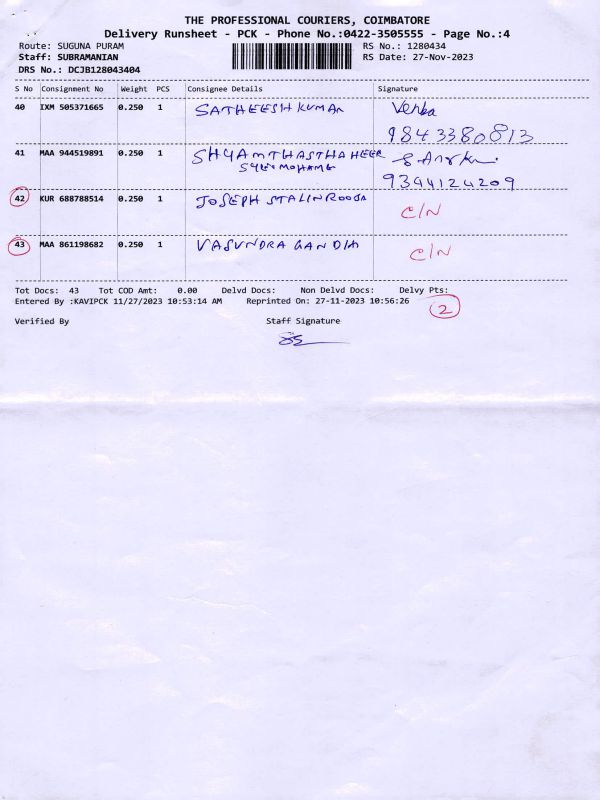 THE PROFESSIONAL COURIERS, COIMBATORE
Delivery Runsheet - PCK - Phone No.:0422-3505555 - Page No.:4
Route: SUGUNA PURAM RS No.: 1280434
Staff: SUBRAMANIAN RS Date: 27-Nov-2023
DRS No.: DCJB128043404
S No Consignment No Weight PCS Consignee Details Signature
40 IXM 505371665 0.250 1 SATHEESH KUMAR Venba
9843380813
41 MAA 944519891 0.250 1 SHYAMTHASTHAHEER
SYED MOHAME
9394124209
42 KUR 688788514 0.250 1 JOSEPH STALIN ROOSA C/N
43 MAA 861198682 0.250 1 VASUNDRA GANDHI C/N
Tot Docs: 43 Tot COD Amt: 0.00 Delvd Docs: Non Delvd Docs: Delvy Pts:
2
Entered By :KAVIPCK 11/27/2023 10:53:14 AM Reprinted On: 27-11-2023 10:56:26
Verified By Staff Signature